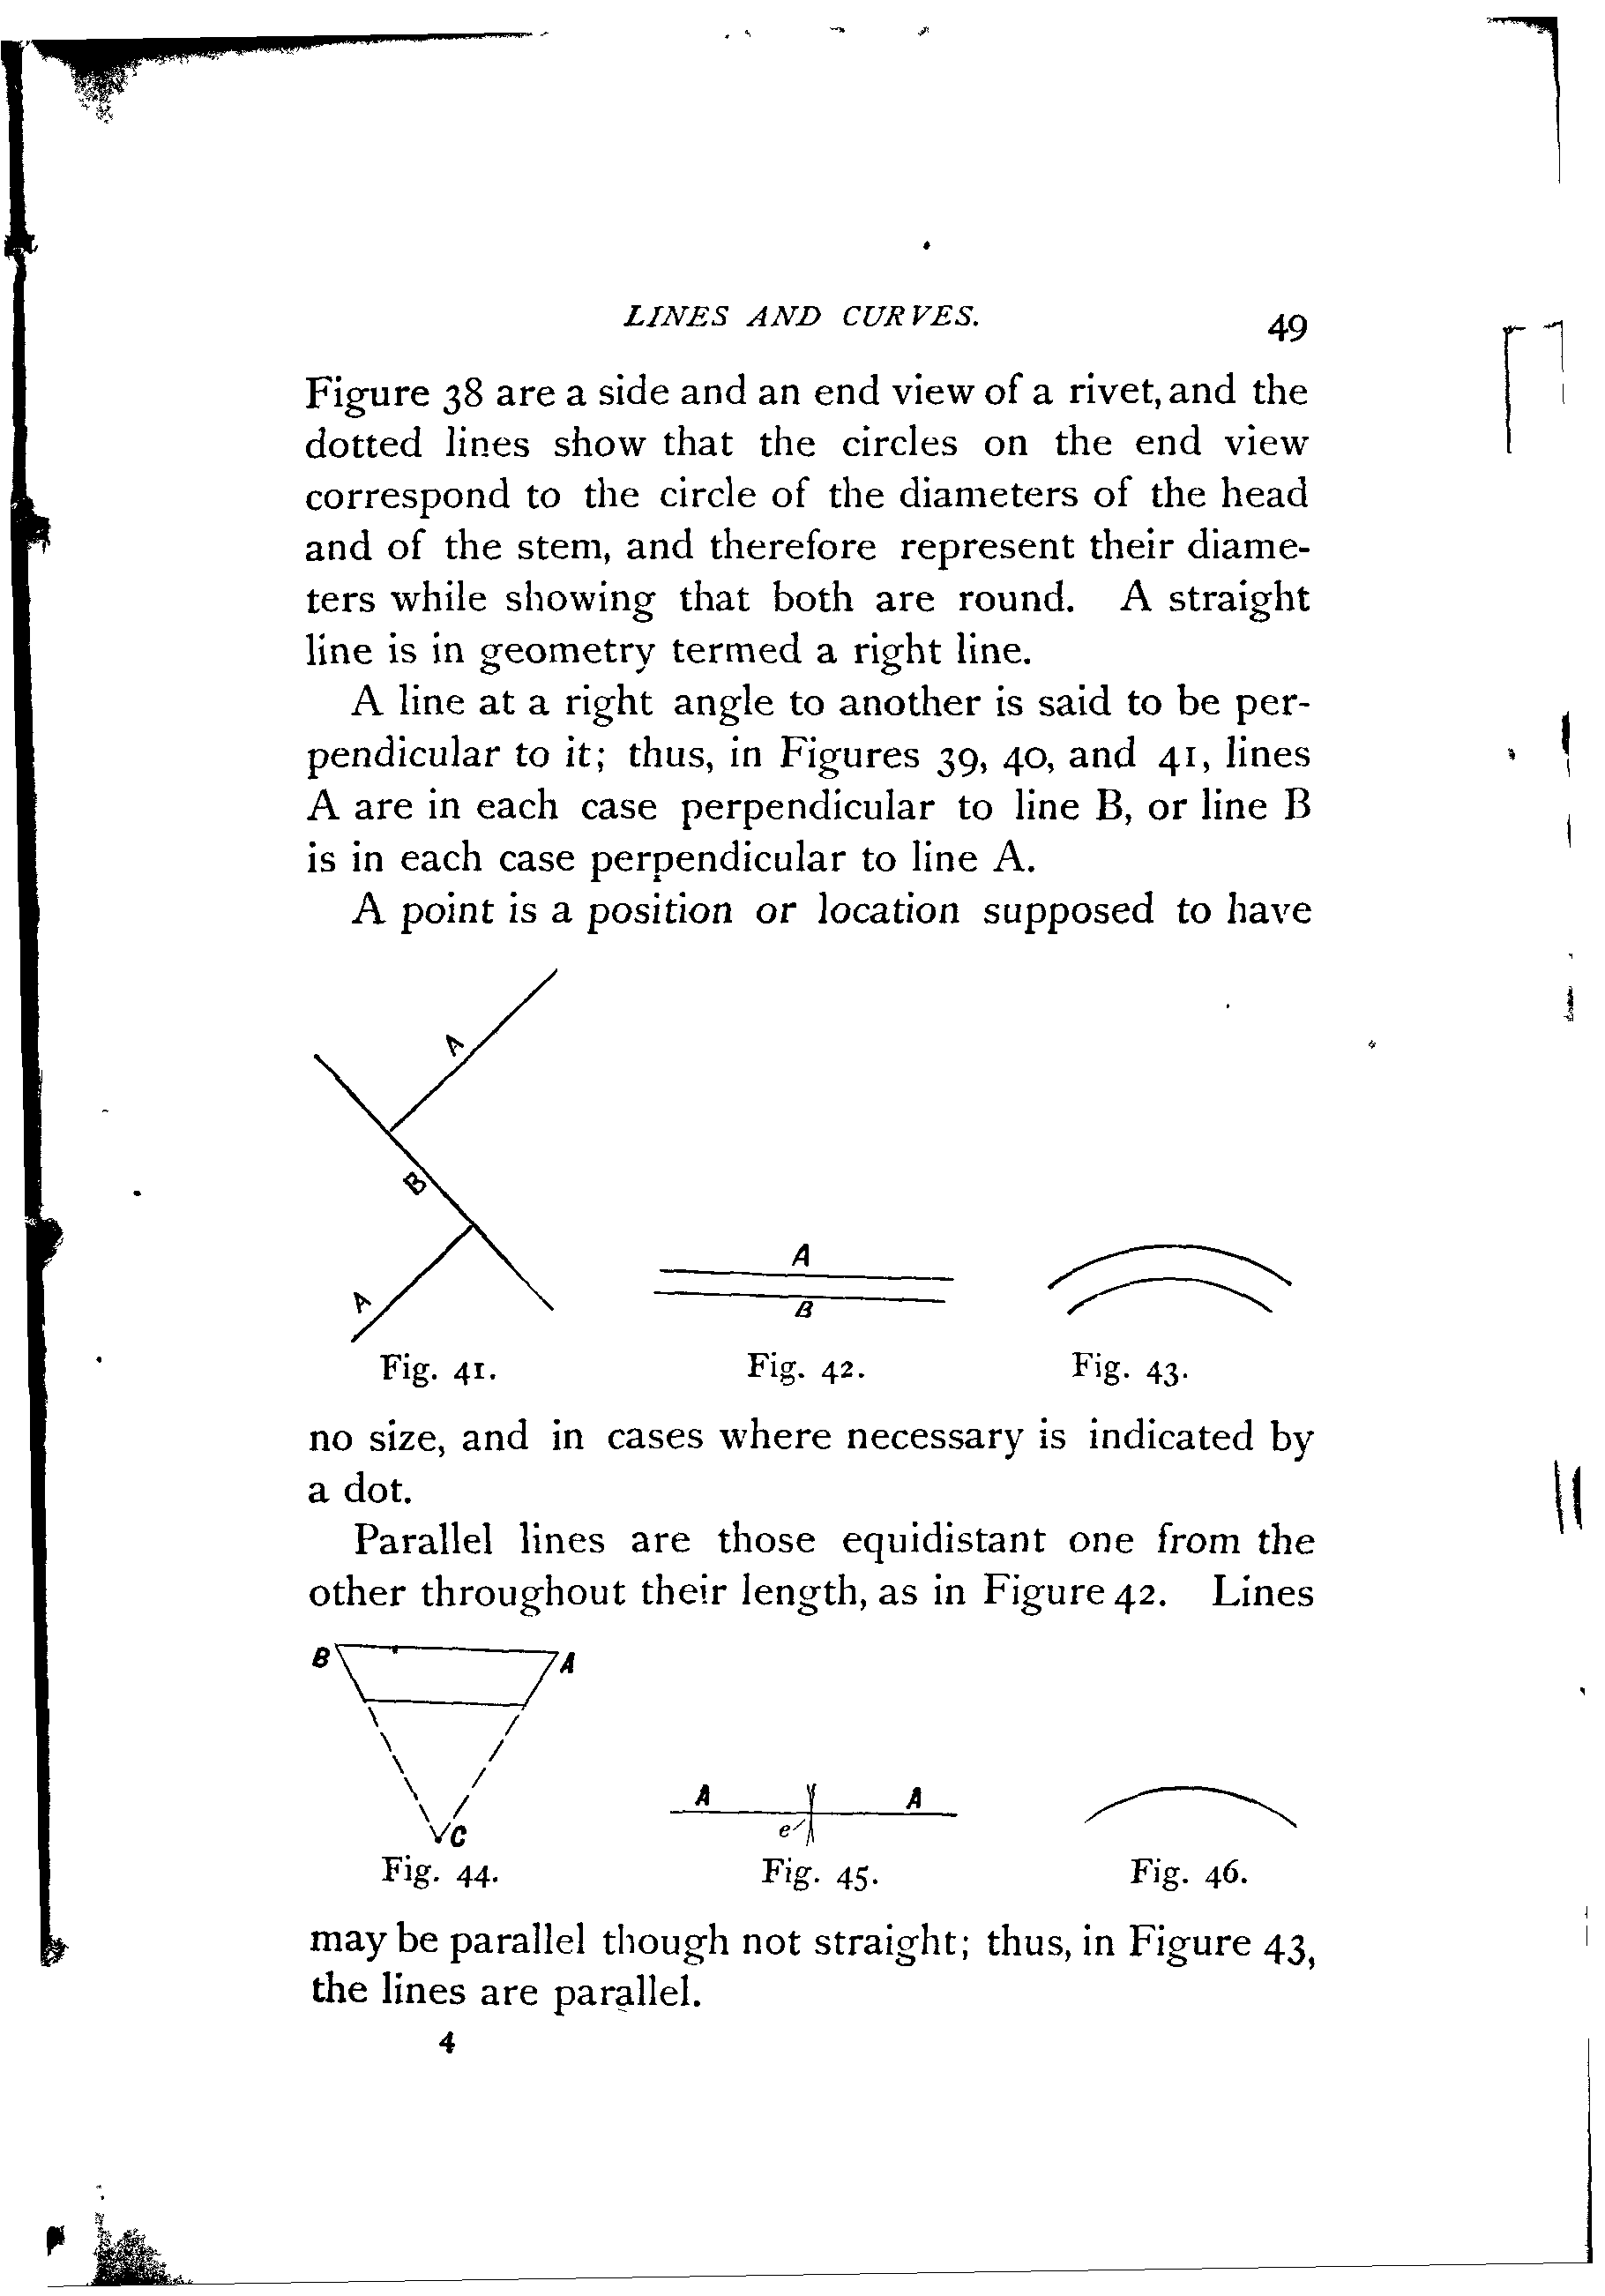 LINES AND CURVES. 49
Figure 38 are a side and an end view of a rivet, and the
dotted lines show that the circles on the end view
correspond to the circle of the diameters of the head
and of the stem, and therefore represent their diame-
ters while showing that both are round. A straight
line is in geometry termed a right line.
A line at a right angle to another is said to be per-
pendicular to it; thus, in Figures 39, 40, and 41, lines
A are in each case perpendicular to line B, or line B
is in each case perpendicular to line A.
A point is a position or location supposed to have
A
B
A
A
B
Fig. 41. Fig. 42. Fig. 43.
no size, and in cases where necessary is indicated by
a dot.
Parallel lines are those equidistant one from the
other throughout their length, as in Figure 42. Lines
B A
C
A A
e
Fig. 44. Fig. 45. Fig. 46.
may be parallel though not straight; thus, in Figure 43,
the lines are parallel.
4